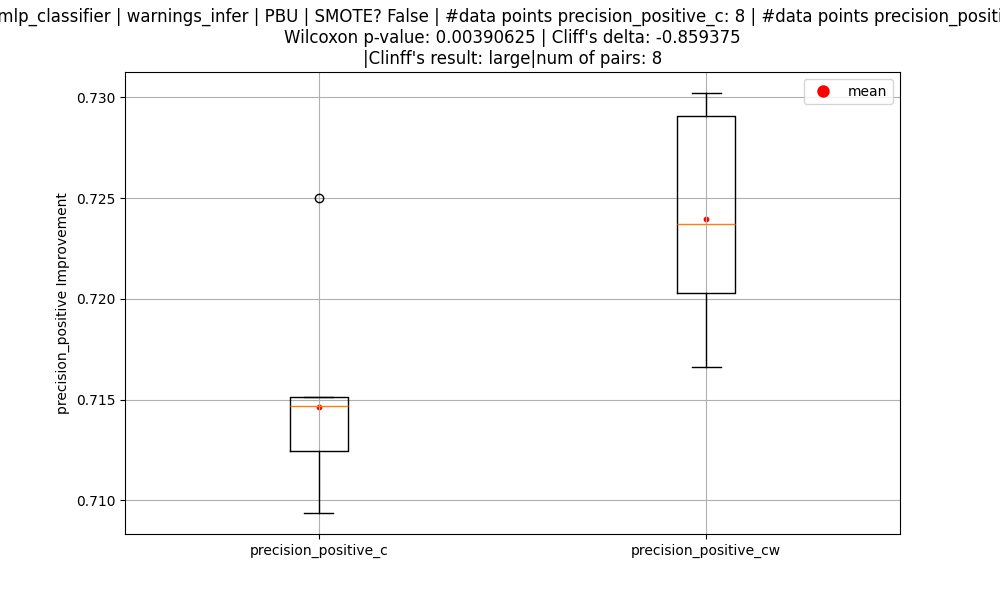 mlp_classifier | warnings_infer | PBU | SMOTE? False | #data points precision_positive_c: 8 | #data points
Wilcoxon p-value: 0.00390625 | Cliff's delta: -0.859375
|Clinff's result: large|num of pairs: 8
mean
0.730
0.725
0.720
0.715
0.710
precision_positive Improvement
precision_positive_c
precision_positive_cw